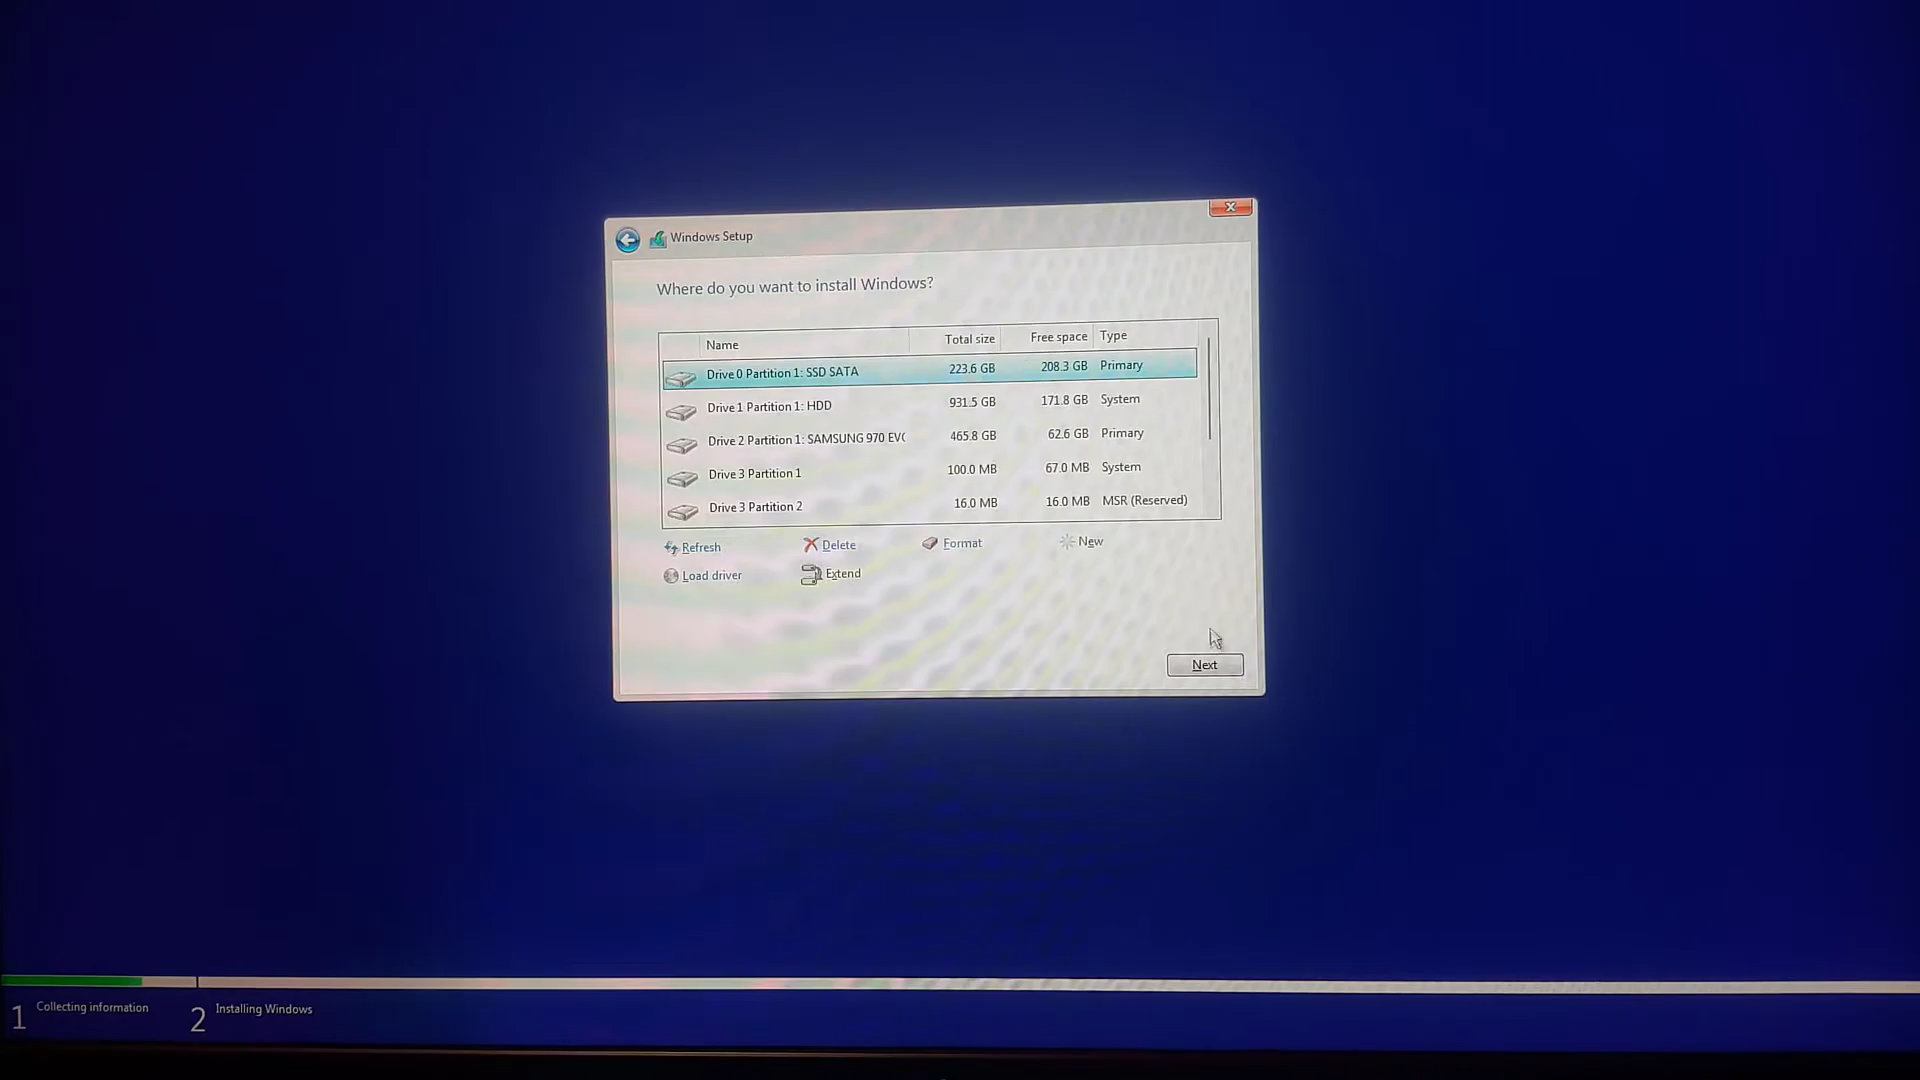 Windows Setup
Where do you want to install Windows?
Name Total size Free space Type
Drive 0 Partition 1: SSD SATA 223.6 GB 208.3 GB Primary
Drive 1 Partition 1: HDD 931.5 GB 171.8 GB System
Drive 2 Partition 1: SAMSUNG 970 EVO 465.8 GB 62.6 GB Primary
Drive 3 Partition 1 100.0 MB 67.0 MB System
Drive 3 Partition 2 16.0 MB 16.0 MB MSR (Reserved)
Refresh Delete Format New
Load driver Extend
Next
1 Collecting information 2 Installing Windows